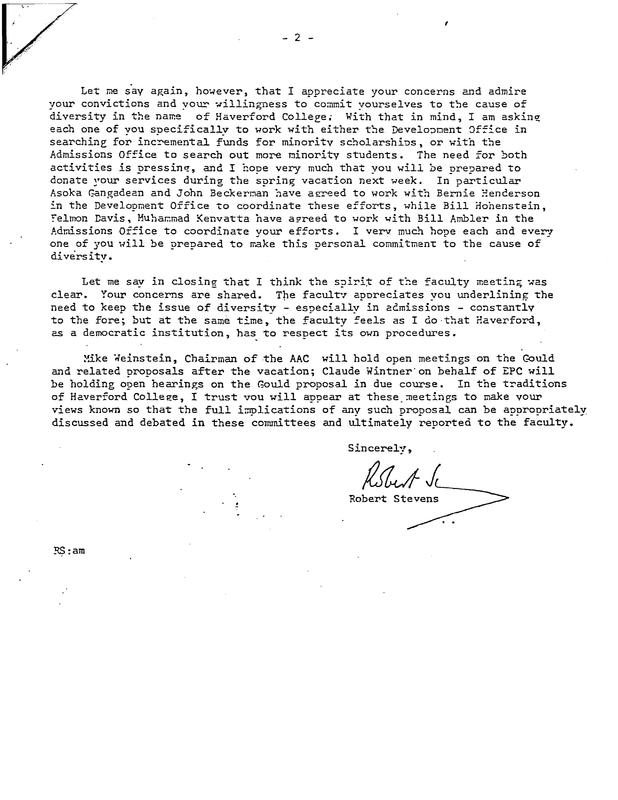 - 2 -
Let me say again, however, that I appreciate your concerns and admire
your convictions and your willingness to commit yourselves to the cause of
diversity in the name of Haverford College. With that in mind, I am asking
each one of you specifically to work with either the Development Office in
searching for incremental funds for minority scholarships, or with the
Admissions Office to search out more minority students. The need for both
activities is pressing, and I hope very much that you will be prepared to
donate your services during the spring vacation next week. In particular
Asoka Gangadean and John Beckerman have agreed to work with Bernie Henderson
in the Development Office to coordinate these efforts, while Bill Hohenstein,
Felmon Davis, Muhammad Kenvatta have agreed to work with Bill Ambler in the
Admissions Office to coordinate your efforts. I very much hope each and every
one of you will be prepared to make this personal commitment to the cause of
diversity.
Let me say in closing that I think the spirit of the faculty meeting was
clear. Your concerns are shared. The faculty appreciates you underlining the
need to keep the issue of diversity - especially in admissions - constantly
to the fore; but at the same time, the faculty feels as I do that Haverford,
as a democratic institution, has to respect its own procedures.
Mike Weinstein, Chairman of the AAC will hold open meetings on the Gould
and related proposals after the vacation; Claude Wintner on behalf of EPC will
be holding open hearings on the Gould proposal in due course. In the traditions
of Haverford College, I trust you will appear at these meetings to make your
views known so that the full implications of any such proposal can be appropriately
discussed and debated in these committees and ultimately reported to the faculty.
Sincerely,
Robert S
Robert Stevens
RS:am